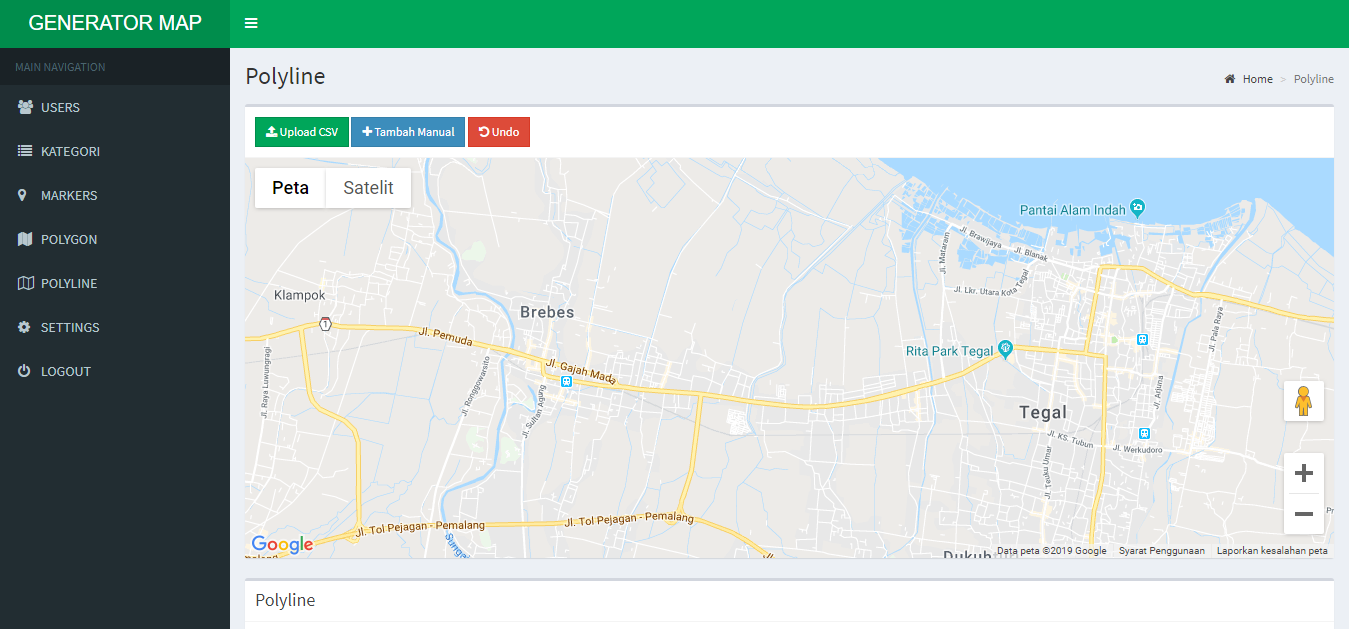 GENERATOR MAP
MAIN NAVIGATION
USERS
KATEGORI
MARKERS
POLYGON
POLYLINE
SETTINGS
LOGOUT
Polyline
Home > Polyline
Upload CSV
Tambah Manual
Undo
Peta
Satelit
Pantai Alam Indah
Jl. Brawijaya
Jl. Blanak
Jl. Mataram
Jl. Lkr. Utara Kota Tegal
Klampok
Brebes
1
Jl. Pemuda
Jl. Pala Raya
Rita Park Tegal
Jl. Gajah Mada
Jl. Raya Luwungragi
Jl. Ronggowarsito
Jl. Sultan Agung
Jl. Arjuna
Tegal
Jl. KS. Tubun
Jl. Werkudoro
Jl. Teuku Umar
Jl. Tol Pejagan - Pemalang
Jl. Tol Pejagan - Pemalang
Google
Data peta ©2019 Google
Syarat Penggunaan
Laporkan kesalahan peta
Polyline